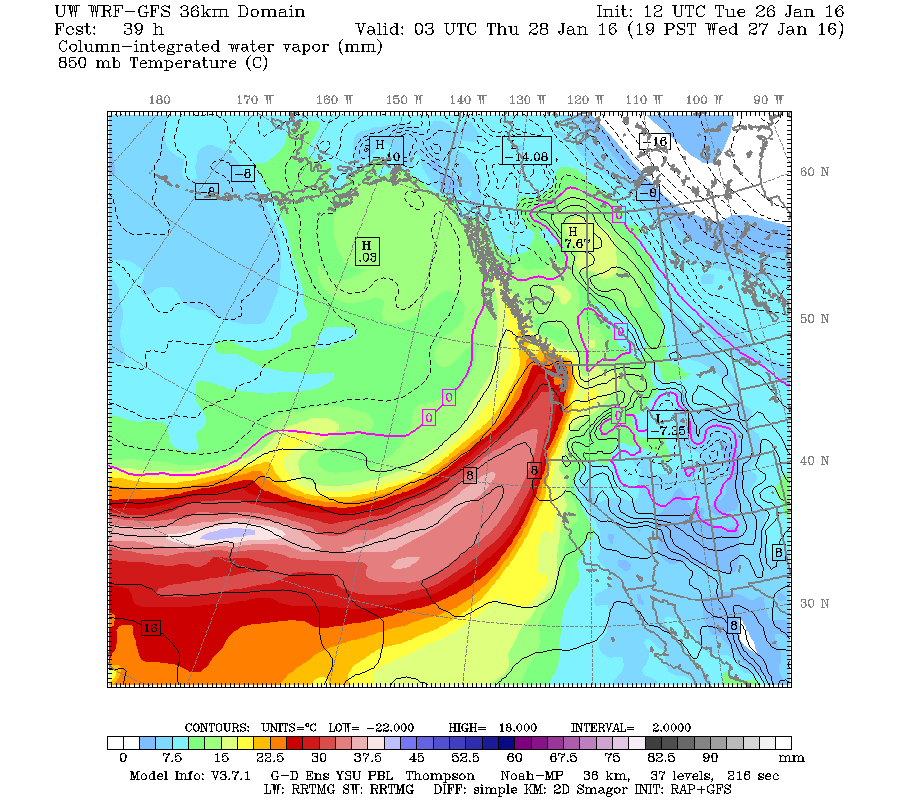 UW WRF-GFS 36km Domain Init: 12 UTC Tue 26 Jan 16
Fcst: 39 h Valid: 03 UTC Thu 28 Jan 16 (19 PST Wed 27 Jan 16)
Column-integrated water vapor (mm)
850 mb Temperature (C)
180 170 W 160 W 150 W 140 W 130 W 120 W 110 W 100 W 90 W
H
-.10
-14.08
-16
60 N
-8
-8
-8
0
H
7.67
H
.03
50 N
0
0
0
0
L
-7.35
40 N
8
8
8
30 N
16
8
CONTOURS: UNITS=°C LOW= -22.000 HIGH= 18.000 INTERVAL= 2.0000
0 7.5 15 22.5 30 37.5 45 52.5 60 67.5 75 82.5 90 mm
Model Info: V3.7.1 G-D Ens YSU PBL Thompson Noah-MP 36 km, 37 levels, 216 sec
LW: RRTMG SW: RRTMG DIFF: simple KM: 2D Smagor INIT: RAP+GFS